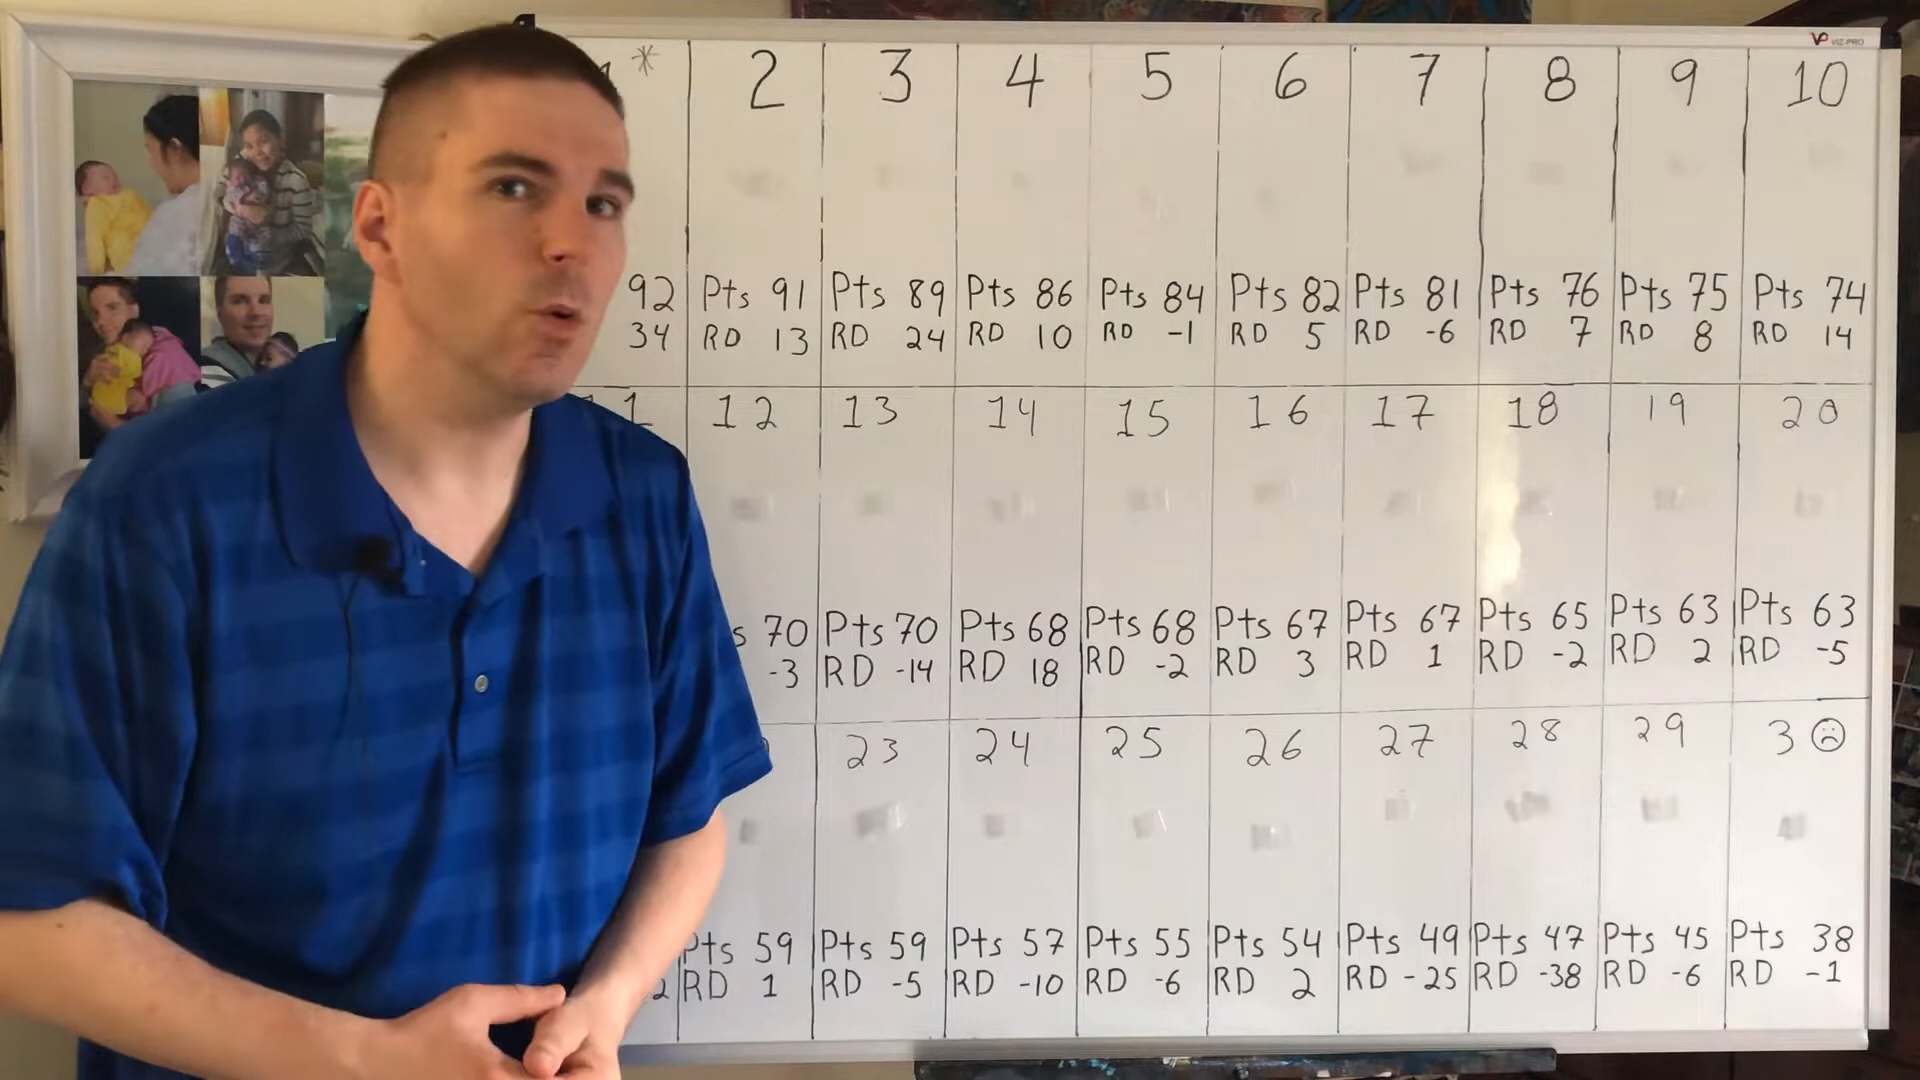 VP VIZ-PRO
* 2 3 4 5 6 7 8 9 10
92 Pts 91 Pts 89 Pts 86 Pts 84 Pts 82 Pts 81 Pts 76 Pts 75 Pts 74
34 RD 13 RD 24 RD 10 RD -1 RD 5 RD -6 RD 7 RD 8 RD 14
11 12 13 14 15 16 17 18 19 20
s 70 Pts 70 Pts 68 Pts 68 Pts 67 Pts 67 Pts 65 Pts 63 Pts 63
-3 RD -14 RD 18 RD -2 RD 3 RD 1 RD -2 RD 2 RD -5
23 24 25 26 27 28 29 3☹
Pts 59 Pts 59 Pts 57 Pts 55 Pts 54 Pts 49 Pts 47 Pts 45 Pts 38
2 RD 1 RD -5 RD -10 RD -6 RD 2 RD -25 RD -38 RD -6 RD -1